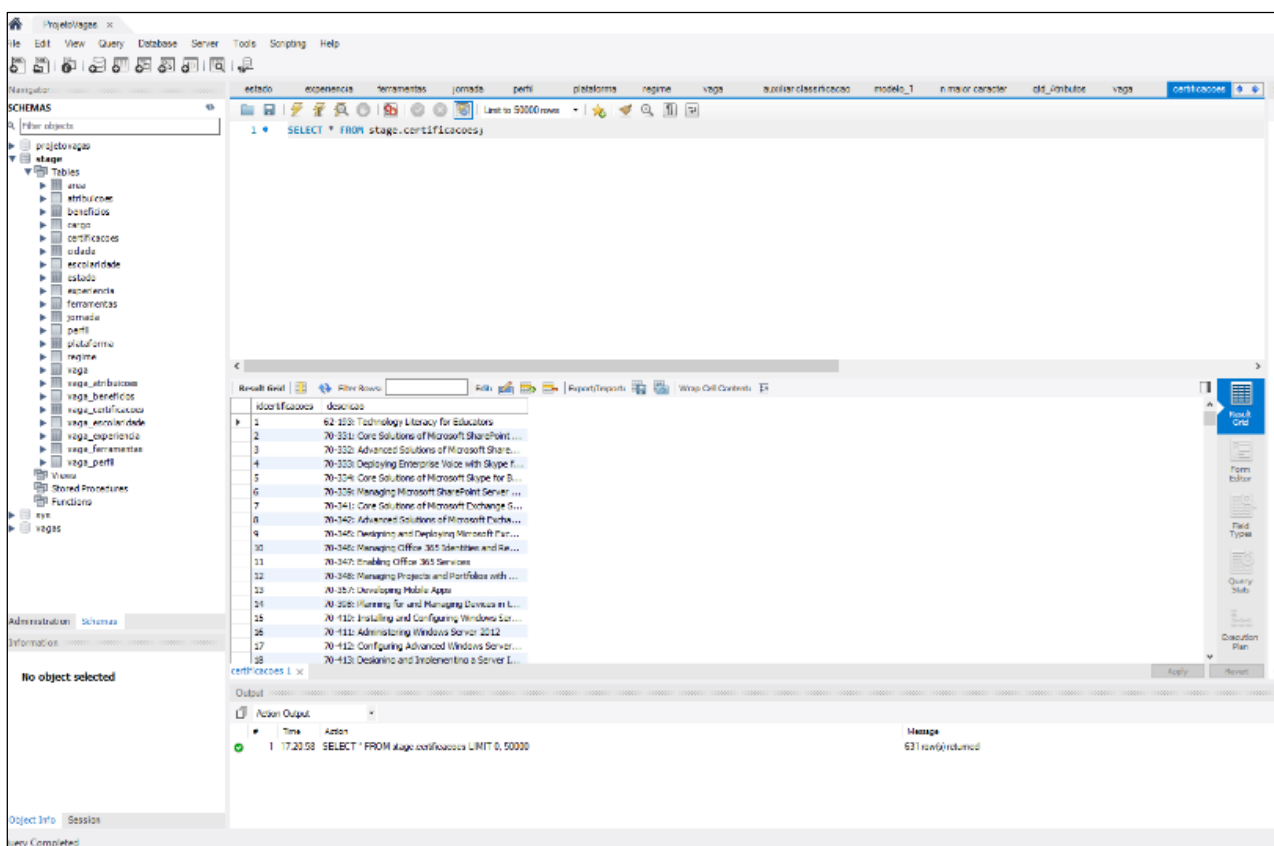 ProjetoVagas ×
File Edit View Query Database Server Tools Scripting Help
Navigator
estado experiencia ferramentas jornada perfil plataforma regime vaga auxiliar classificacao modelo_1 n maior caracter qtd_Atributos vaga certificacoes
SCHEMAS
Limit to 50000 rows
Filter objects
1 SELECT * FROM stage.certificacoes;
projetovagas
stage
Tables
area
atribuicoes
beneficios
cargo
certificacoes
cidade
escolaridade
estado
experiencia
ferramentas
jornada
perfil
plataforma
regime
vaga
vaga_atribuicoes
vaga_beneficios
vaga_certificacoes
vaga_escolaridade
vaga_experiencia
vaga_ferramentas
vaga_perfil
Views
Stored Procedures
Functions
sys
vagas
Administration Schemas
Information
No object selected
Object Info Session
Query Completed
Result Grid Filter Rows: Edit: Export/Import: Wrap Cell Content:
idcertificacoes descricao
1 62-193: Technology Literacy for Educators
2 70-331: Core Solutions of Microsoft SharePoint ...
3 70-332: Advanced Solutions of Microsoft Share...
4 70-333: Deploying Enterprise Voice with Skype f...
5 70-334: Core Solutions of Microsoft Skype for B...
6 70-339: Managing Microsoft SharePoint Server ...
7 70-341: Core Solutions of Microsoft Exchange S...
8 70-342: Advanced Solutions of Microsoft Excha...
9 70-345: Designing and Deploying Microsoft Exc...
10 70-346: Managing Office 365 Identities and Re...
11 70-347: Enabling Office 365 Services
12 70-348: Managing Projects and Portfolios with ...
13 70-357: Developing Mobile Apps
14 70-398: Planning for and Managing Devices in t...
15 70-410: Installing and Configuring Windows Ser...
16 70-411: Administering Windows Server 2012
17 70-412: Configuring Advanced Windows Server...
18 70-413: Designing and Implementing a Server I...
Result Grid
Form Editor
Field Types
Query Stats
Execution Plan
certificacoes 1 ×
Apply Revert
Output
Action Output
# Time Action Message
1 17:20:58 SELECT * FROM stage.certificacoes LIMIT 0, 50000 631 row(s) returned